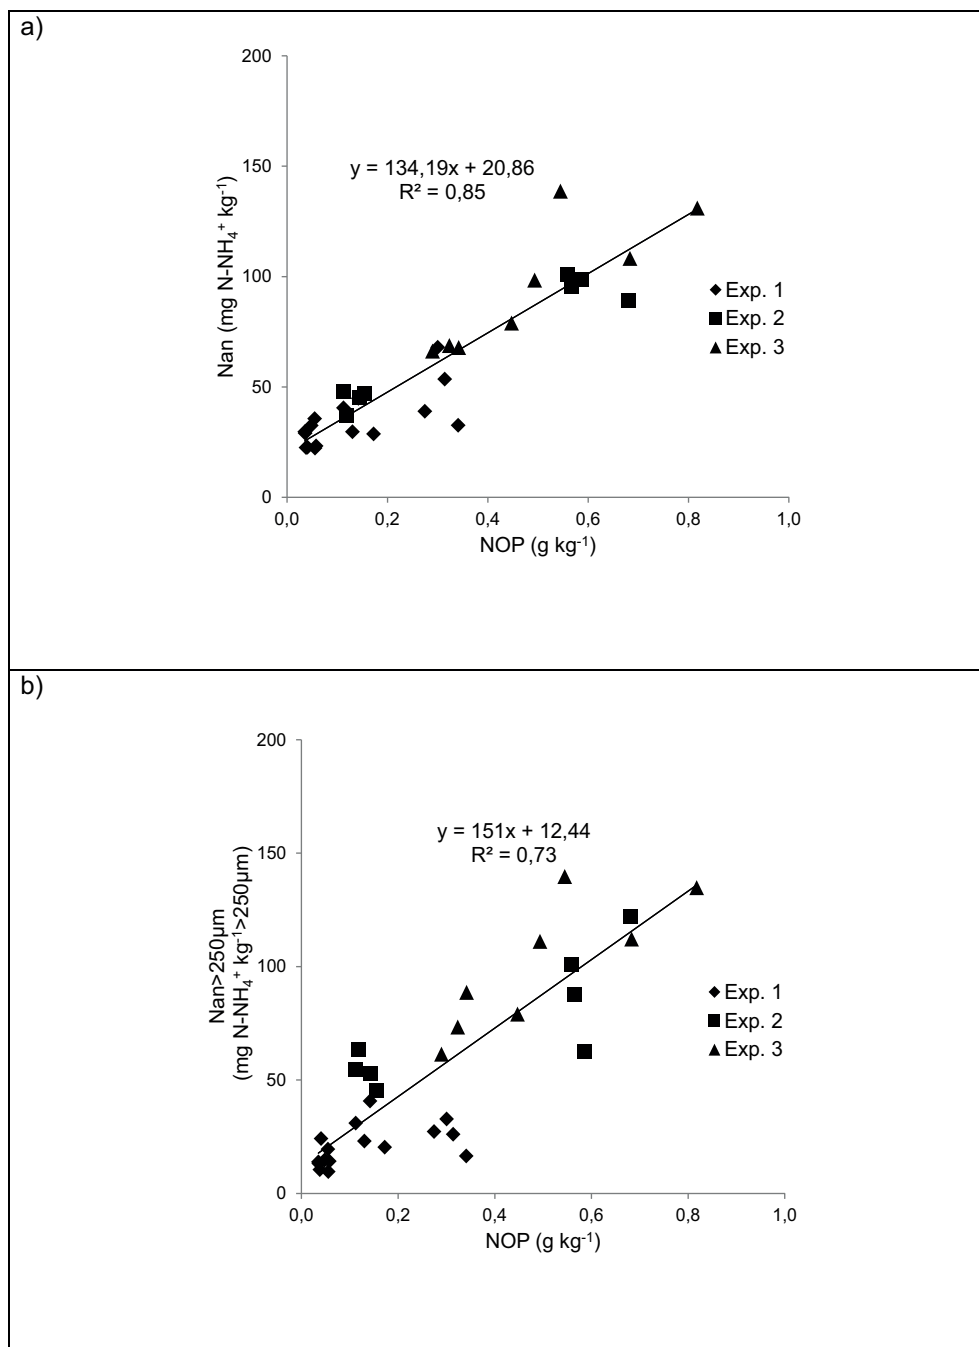 a)
200
150
100
50
0
Nan (mg N-NH₄⁺ kg⁻¹)
y = 134,19x + 20,86
R² = 0,85
Exp. 1
Exp. 2
Exp. 3
0,0 0,2 0,4 0,6 0,8 1,0
NOP (g kg⁻¹)
b)
200
150
100
50
0
Nan>250µm
(mg N-NH₄⁺ kg⁻¹>250µm)
y = 151x + 12,44
R² = 0,73
Exp. 1
Exp. 2
Exp. 3
0,0 0,2 0,4 0,6 0,8 1,0
NOP (g kg⁻¹)